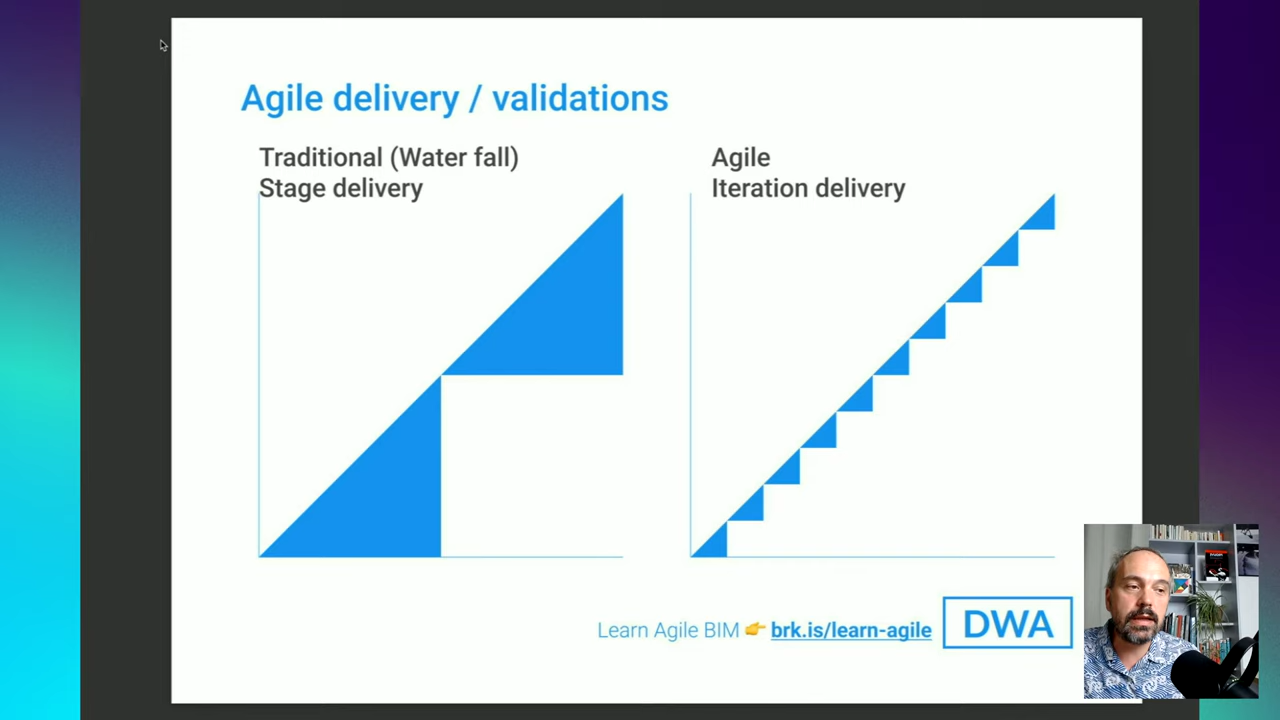 Agile delivery / validations
Traditional (Water fall)
Stage delivery
Agile
Iteration delivery
Learn Agile BIM 👉 brk.is/learn-agile
DWA